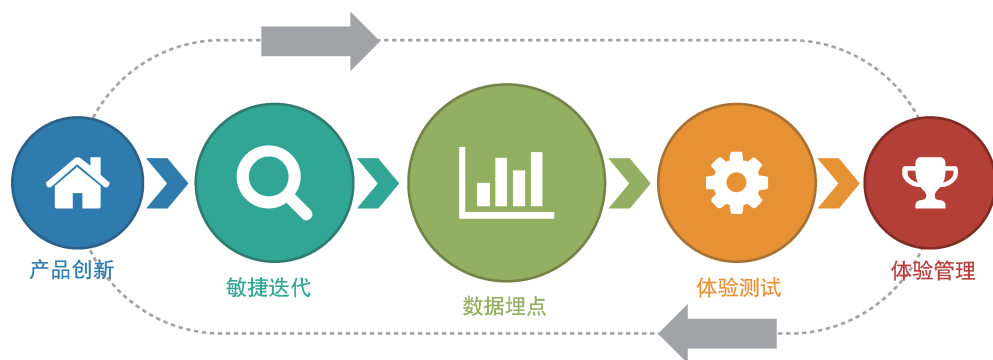 产品创新
敏捷迭代
数据埋点
体验测试
体验管理